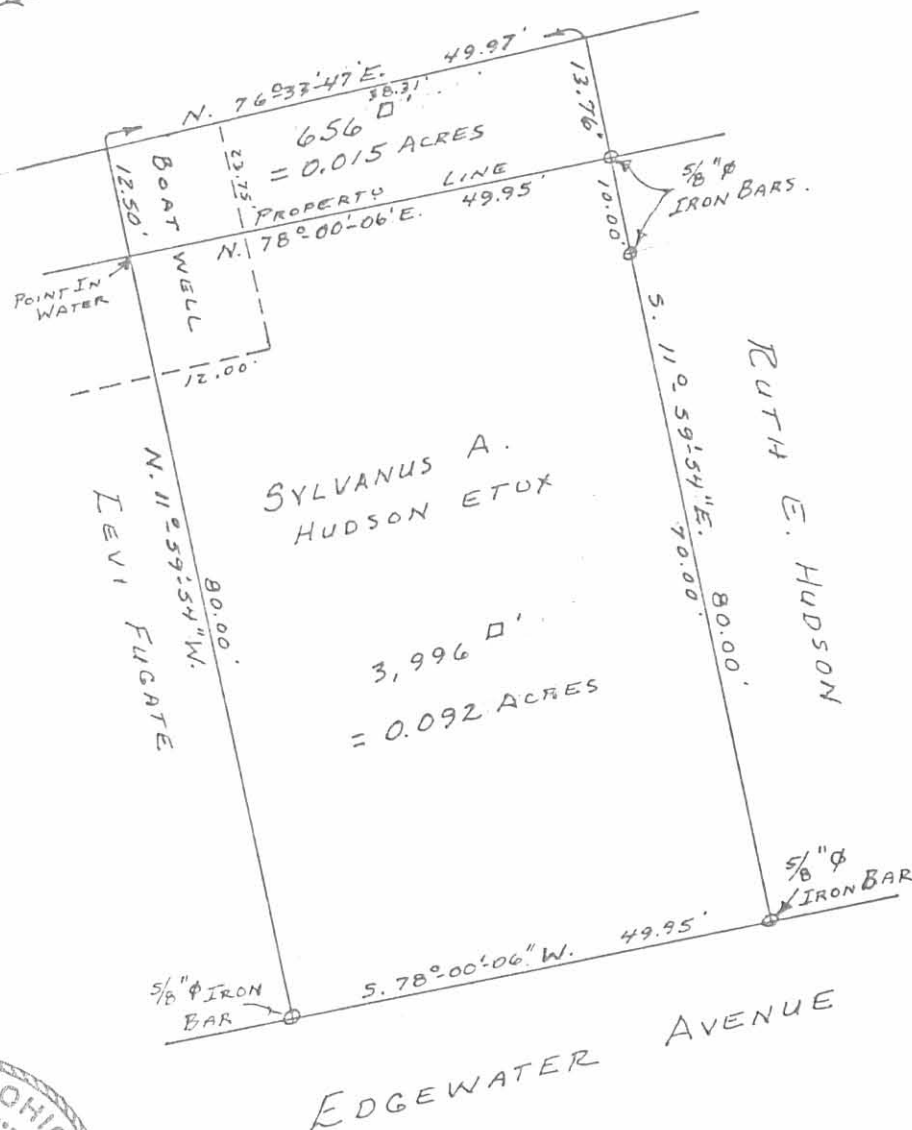 N. 76°-33'-47"E. 49.97'
38.31'
656 □'
= 0.015 ACRES
12.50'
BOAT
WELL
23.75'
13.76'
PROPERTY LINE
N. 78°-00'-06"E. 49.95'
10.00'
5/8"φ
IRON BARS.
POINT IN
WATER
12.00'
S. 11°-59'-54"E.
70.00'
80.00'
RUTH E. HUDSON
SYLVANUS A.
HUDSON ETUX
N. 11°-59'-54"W.
80.00'
LEVI FUGATE
3,996 □'
= 0.092 ACRES
5/8"φ
IRON BAR
5/8"φ IRON
BAR
S. 78°-00'-06"W. 49.95'
EDGEWATER AVENUE
OHIO